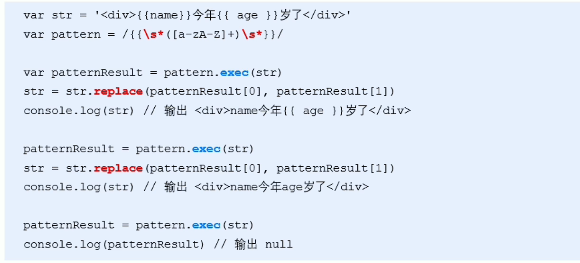 var str = '<div>{{name}}今年{{ age }}岁了</div>'
var pattern = /{{\s*([a-zA-Z]+)\s*}}/
var patternResult = pattern.exec(str)
str = str.replace(patternResult[0], patternResult[1])
console.log(str) // 输出 <div>name今年{{ age }}岁了</div>
patternResult = pattern.exec(str)
str = str.replace(patternResult[0], patternResult[1])
console.log(str) // 输出 <div>name今年age岁了</div>
patternResult = pattern.exec(str)
console.log(patternResult) // 输出 null